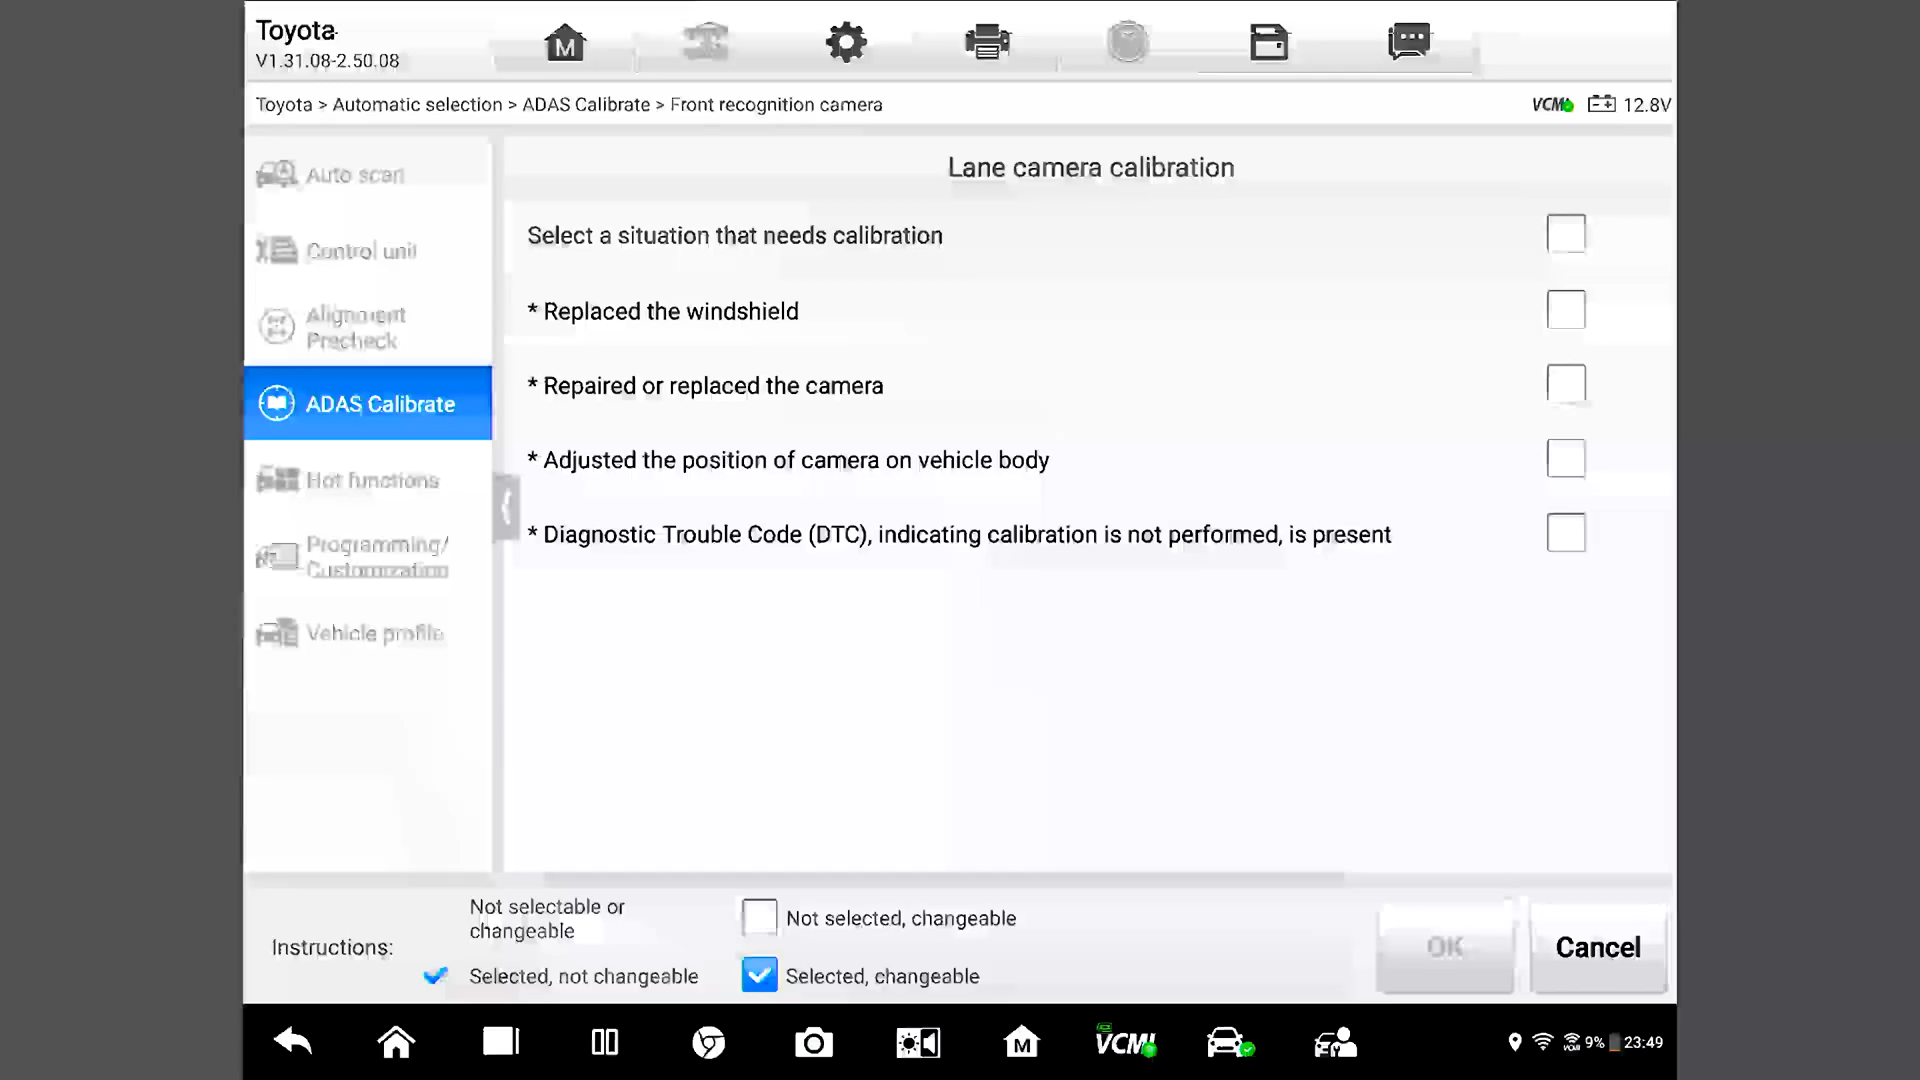 Toyota
V1.31.08-2.50.08
M
Toyota > Automatic selection > ADAS Calibrate > Front recognition camera
VCMI
12.8V
Auto scan
Control unit
Alignment
Precheck
ADAS Calibrate
Hot functions
Programming/
Customization
Vehicle profile
Lane camera calibration
Select a situation that needs calibration
* Replaced the windshield
* Repaired or replaced the camera
* Adjusted the position of camera on vehicle body
* Diagnostic Trouble Code (DTC), indicating calibration is not performed, is present
Instructions:
Not selectable or
changeable
Selected, not changeable
Not selected, changeable
Selected, changeable
OK
Cancel
M
VCMI
VCMI
9%
23:49